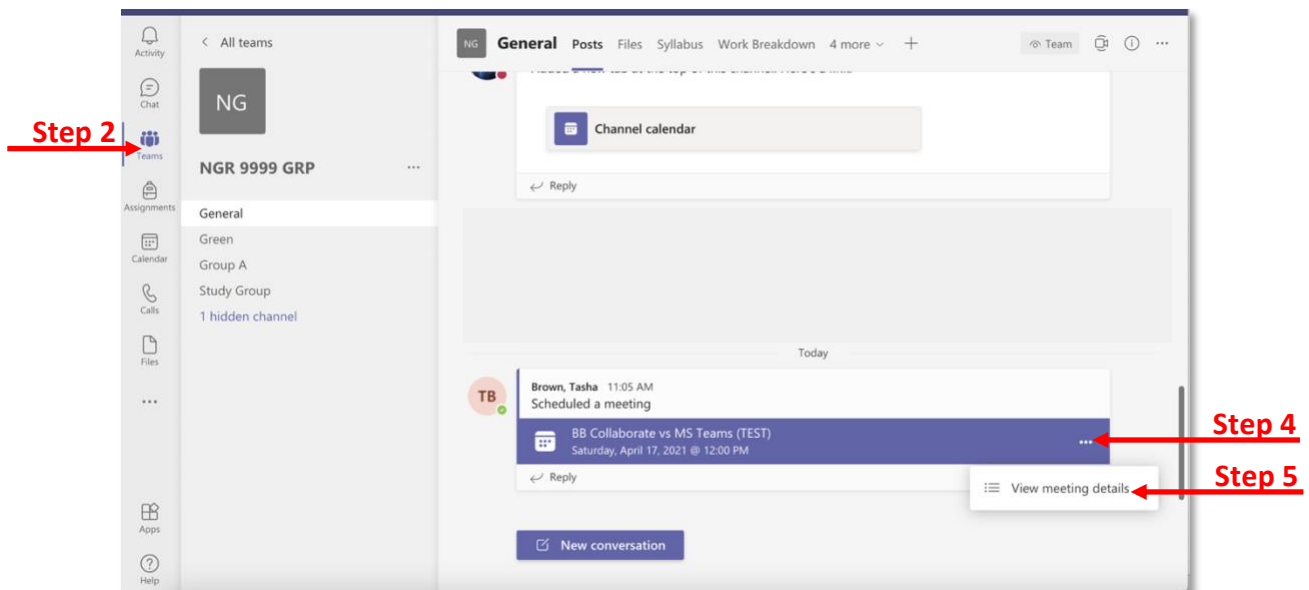 Activity
Chat
Teams
Assignments
Calendar
Calls
Files
Apps
Help
Step 2
All teams
NG
NGR 9999 GRP
General
Green
Group A
Study Group
1 hidden channel
NG General Posts Files Syllabus Work Breakdown 4 more
Team
Channel calendar
Reply
Today
TB
Brown, Tasha 11:05 AM
Scheduled a meeting
BB Collaborate vs MS Teams (TEST)
Saturday, April 17, 2021 @ 12:00 PM
Reply
Step 4
View meeting details
Step 5
New conversation